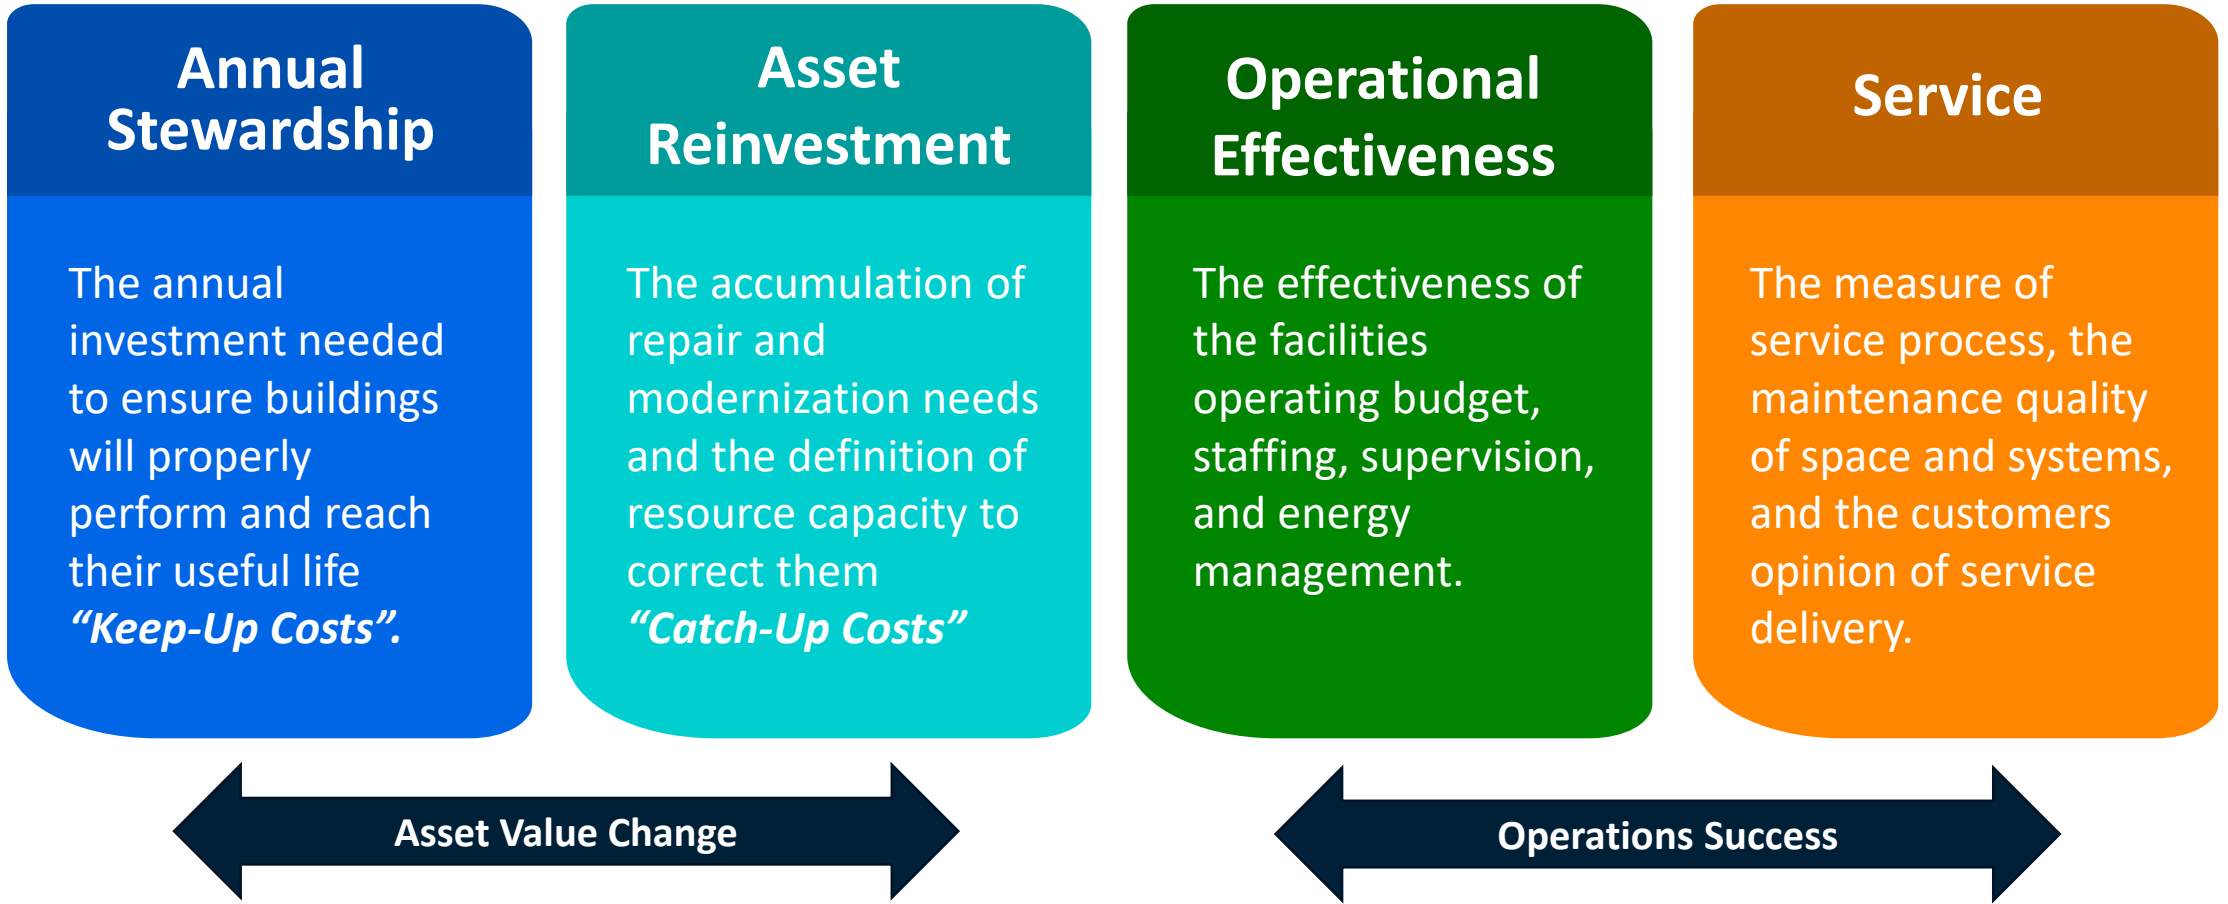 Annual
Stewardship
The annual
investment needed
to ensure buildings
will properly
perform and reach
their useful life
“Keep-Up Costs”.
Asset
Reinvestment
The accumulation of
repair and
modernization needs
and the definition of
resource capacity to
correct them
“Catch-Up Costs”
Operational
Effectiveness
The effectiveness of
the facilities
operating budget,
staffing, supervision,
and energy
management.
Service
The measure of
service process, the
maintenance quality
of space and systems,
and the customers
opinion of service
delivery.
Asset Value Change
Operations Success